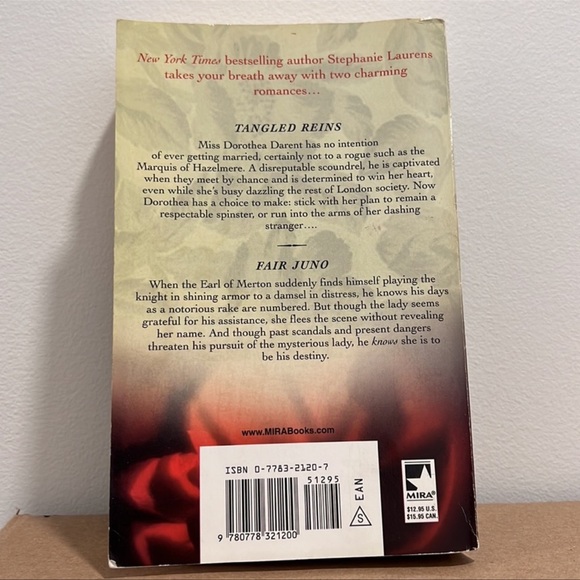 New York Times bestselling author Stephanie Laurens
takes your breath away with two charming
romances…
TANGLED REINS
Miss Dorothea Darent has no intention
of ever getting married, certainly not to a rogue such as the
Marquis of Hazelmere. A disreputable scoundrel, he is captivated
when they meet by chance and is determined to win her heart,
even while she's busy dazzling the rest of London society. Now
Dorothea has a choice to make: stick with her plan to remain a
respectable spinster, or run into the arms of her dashing
stranger….
FAIR JUNO
When the Earl of Merton suddenly finds himself playing the
knight in shining armor to a damsel in distress, he knows his days
as a notorious rake are numbered. But though the lady seems
grateful for his assistance, she flees the scene without revealing
her name. And though past scandals and present dangers
threaten his pursuit of the mysterious lady, he knows she is to
be his destiny.
www.MIRABooks.com
ISBN 0-7783-2120-7
51295
EAN
S
9 780778 321200
MIRA®
$12.95 U.S.
$15.95 CAN.